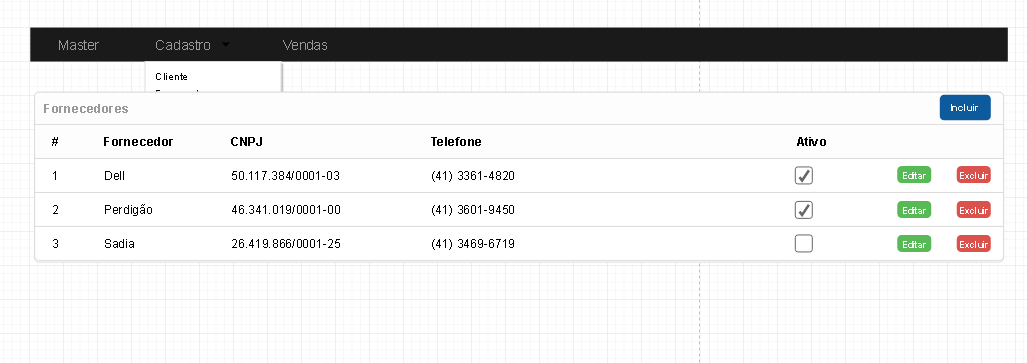 Master Cadastro Vendas
Cliente
Fornecedores Incluir
# Fornecedor CNPJ Telefone Ativo
1 Dell 50.117.384/0001-03 (41) 3361-4820 Editar Excluir
2 Perdigão 46.341.019/0001-00 (41) 3601-9450 Editar Excluir
3 Sadia 26.419.866/0001-25 (41) 3469-6719 Editar Excluir